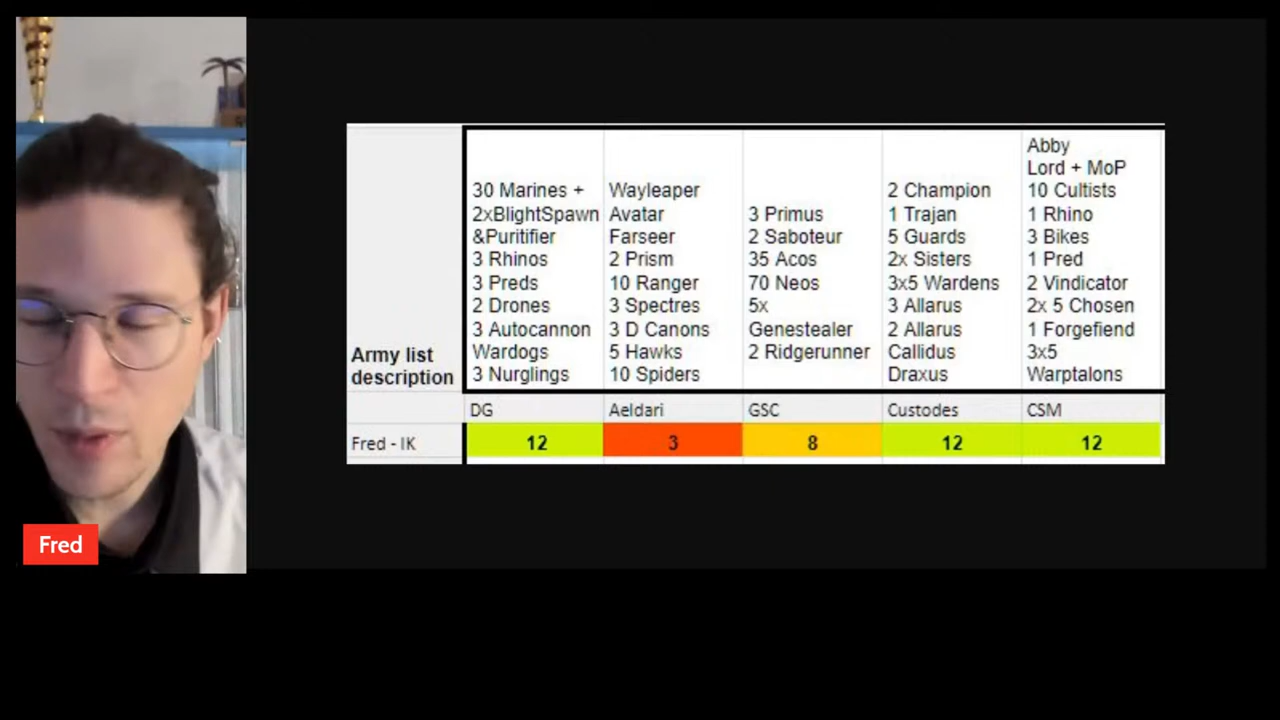 Army list
description
30 Marines +
2xBlightSpawn
&Puritifier
3 Rhinos
3 Preds
2 Drones
3 Autocannon
Wardogs
3 Nurglings
Wayleaper
Avatar
Farseer
2 Prism
10 Ranger
3 Spectres
3 D Canons
5 Hawks
10 Spiders
3 Primus
2 Saboteur
35 Acos
70 Neos
5x
Genestealer
2 Ridgerunner
2 Champion
1 Trajan
5 Guards
2x Sisters
3x5 Wardens
3 Allarus
2 Allarus
Callidus
Draxus
Abby
Lord + MoP
10 Cultists
1 Rhino
3 Bikes
1 Pred
2 Vindicator
2x 5 Chosen
1 Forgefiend
3x5
Warptalons
DG Aeldari GSC Custodes CSM
Fred - IK 12 3 8 12 12
Fred